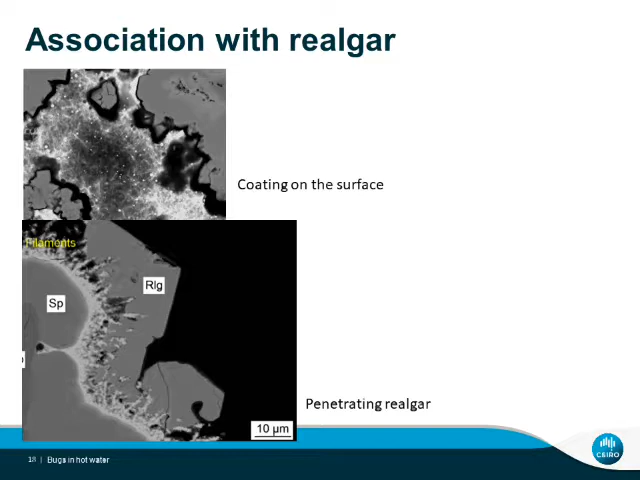 Association with realgar
Coating on the surface
Filaments
Rlg
Sp
Penetrating realgar
10 µm
18 | Bugs in hot water
CSIRO